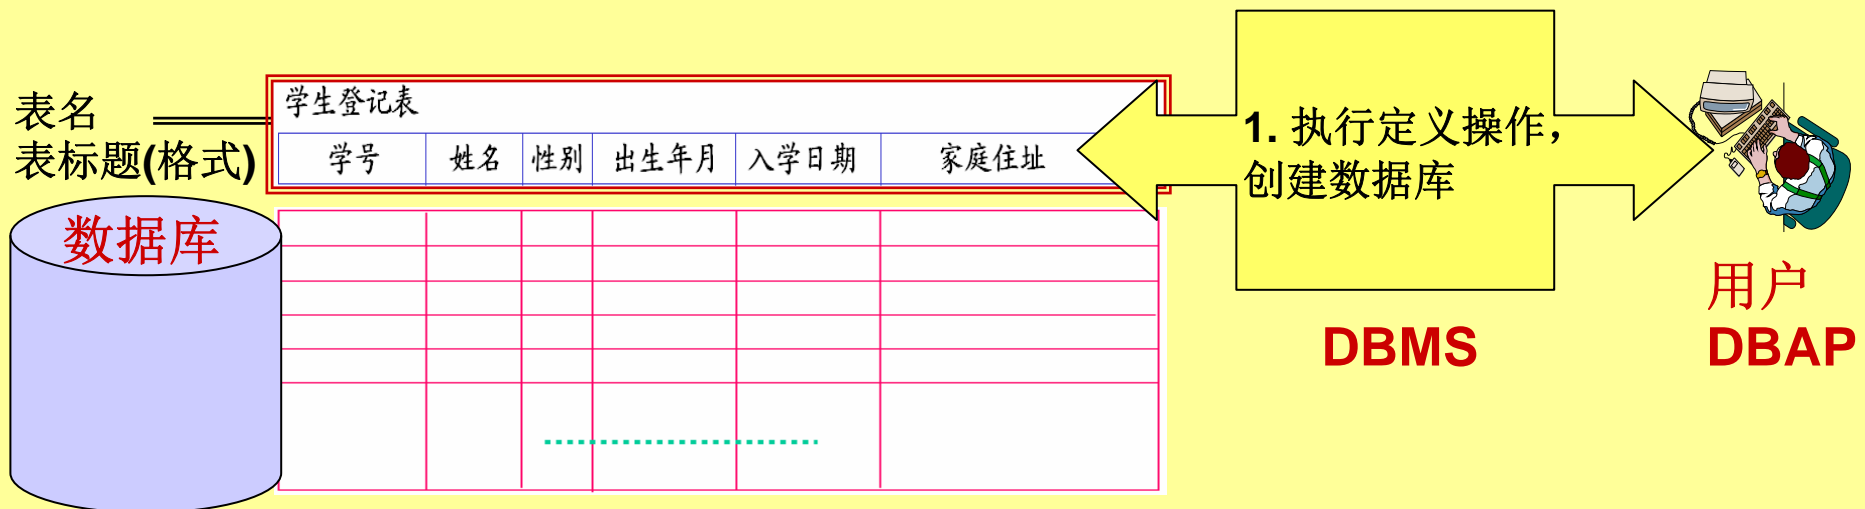 表名
表标题(格式)
学生登记表
学号 姓名 性别 出生年月 入学日期 家庭住址
数据库
1. 执行定义操作,
创建数据库
DBMS
用户
DBAP